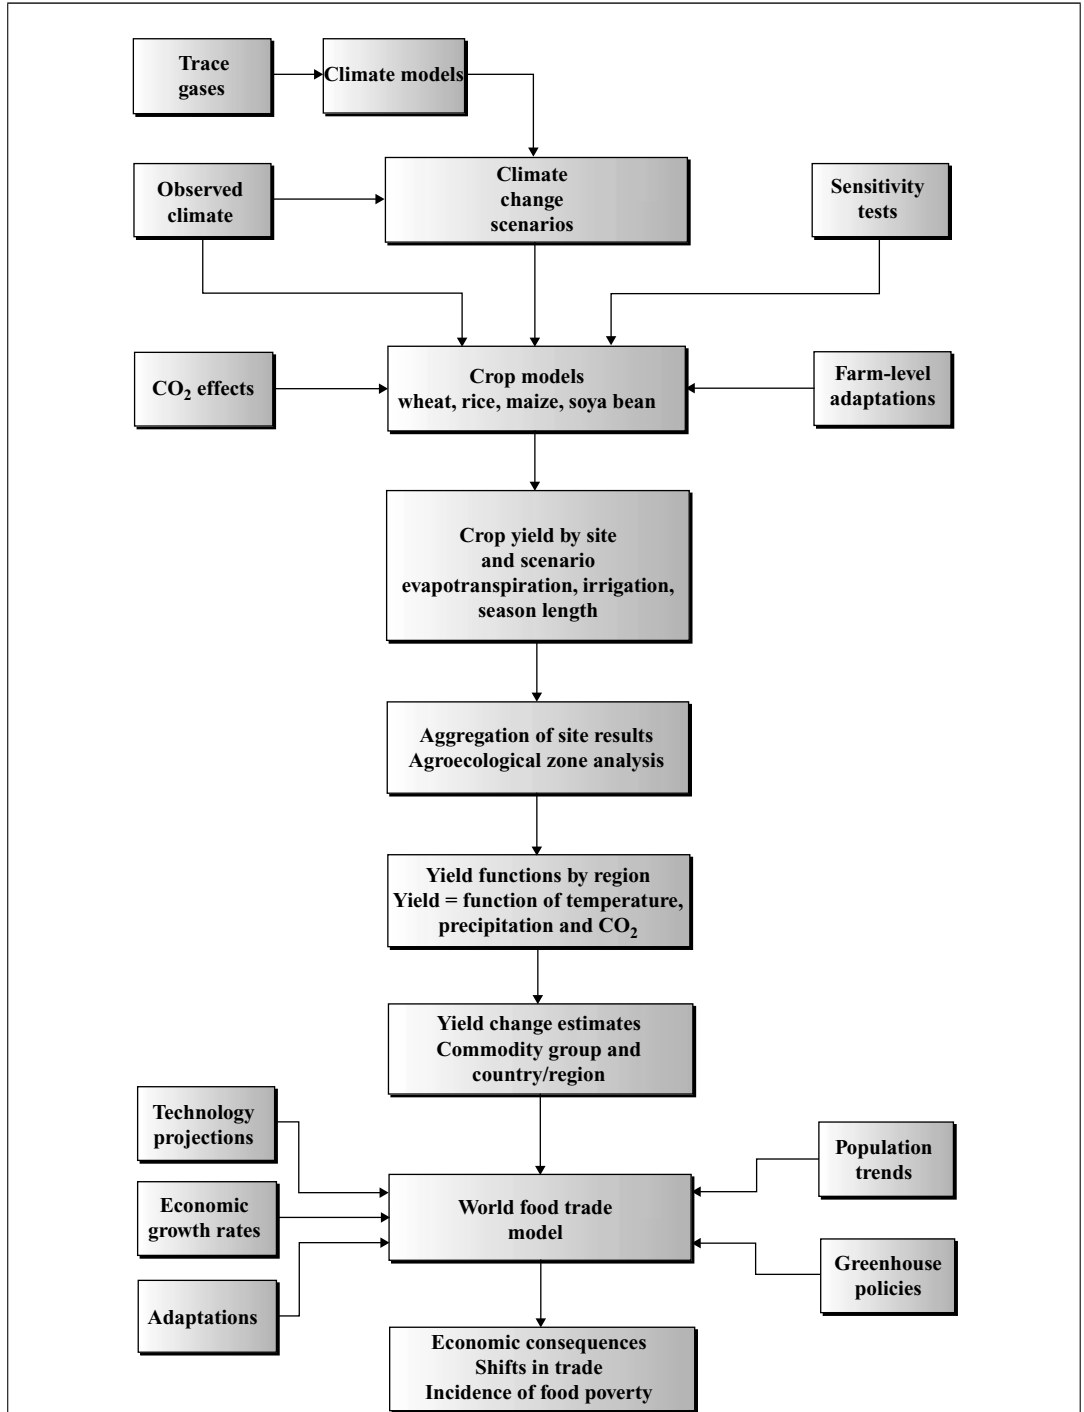 Trace
gases
Climate models
Observed
climate
Climate
change
scenarios
Sensitivity
tests
CO2 effects
Crop models
wheat, rice, maize, soya bean
Farm-level
adaptations
Crop yield by site
and scenario
evapotranspiration, irrigation,
season length
Aggregation of site results
Agroecological zone analysis
Yield functions by region
Yield = function of temperature,
precipitation and CO2
Yield change estimates
Commodity group and
country/region
Technology
projections
Economic
growth rates
Adaptations
World food trade
model
Population
trends
Greenhouse
policies
Economic consequences
Shifts in trade
Incidence of food poverty